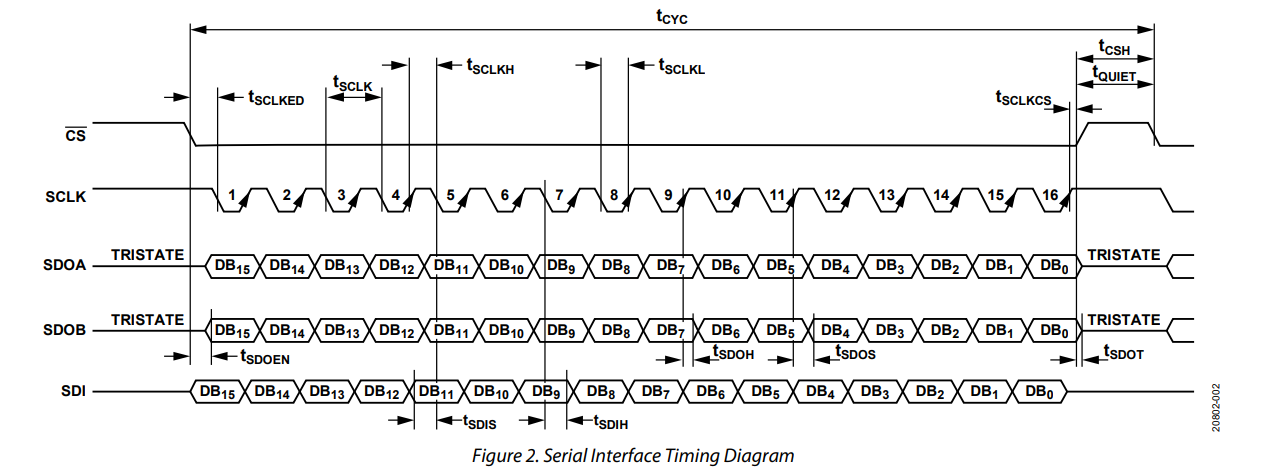 tCYC
tCSH
tSCLKH
tSCLKL
tQUIET
tSCLK
tSCLKED
tSCLKCS
CS
SCLK
1 2 3 4 5 6 7 8 9 10 11 12 13 14 15 16
TRISTATE
TRISTATE
SDOA
DB15 DB14 DB13 DB12 DB11 DB10 DB9 DB8 DB7 DB6 DB5 DB4 DB3 DB2 DB1 DB0
TRISTATE
TRISTATE
SDOB
DB15 DB14 DB13 DB12 DB11 DB10 DB9 DB8 DB7 DB6 DB5 DB4 DB3 DB2 DB1 DB0
tSDOEN
tSDOH
tSDOS
tSDOT
SDI
DB15 DB14 DB13 DB12 DB11 DB10 DB9 DB8 DB7 DB6 DB5 DB4 DB3 DB2 DB1 DB0
tSDIS
tSDIH
20802-002
Figure 2. Serial Interface Timing Diagram